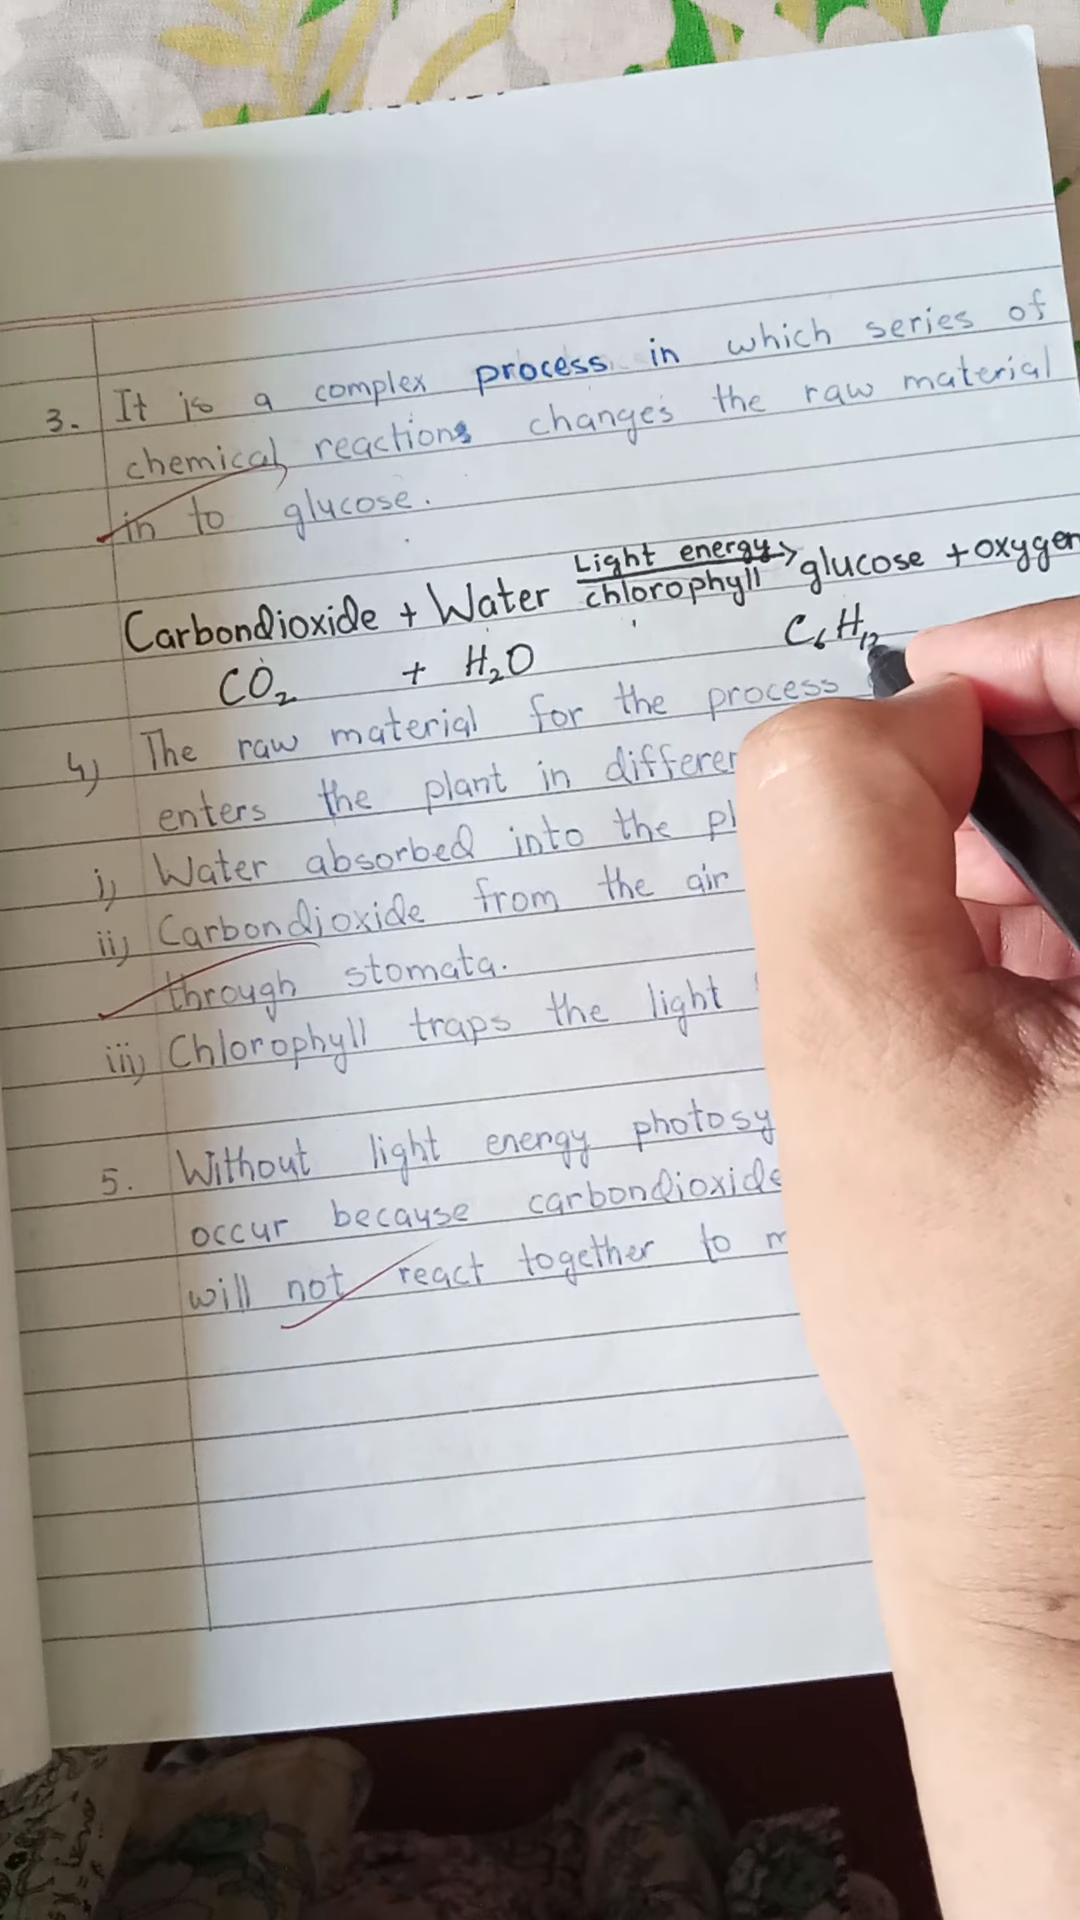 3. It is a complex process in which series of
chemical reactions changes the raw material
in to glucose.
Light energy
Carbondioxide + Water chlorophyll > glucose + oxygen
CO₂ + H₂O C₆H₁₂
4) The raw material for the process
enters the plant in
i) Water absorbed into the
ii) Carbondioxide from the air
through stomata.
iii) Chlorophyll traps the light
5. Without light energy
occur because carbondioxide
will not react together to